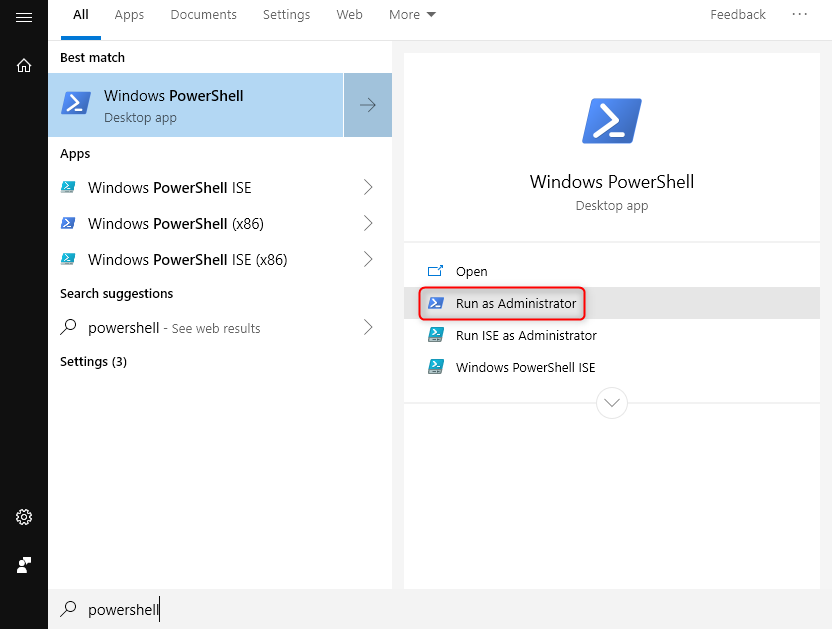 All Apps Documents Settings Web More Feedback ···
Best match
Windows PowerShell
Desktop app
Apps
Windows PowerShell ISE
Windows PowerShell (x86)
Windows PowerShell ISE (x86)
Search suggestions
powershell - See web results
Settings (3)
Windows PowerShell
Desktop app
Open
Run as Administrator
Run ISE as Administrator
Windows PowerShell ISE
powershell